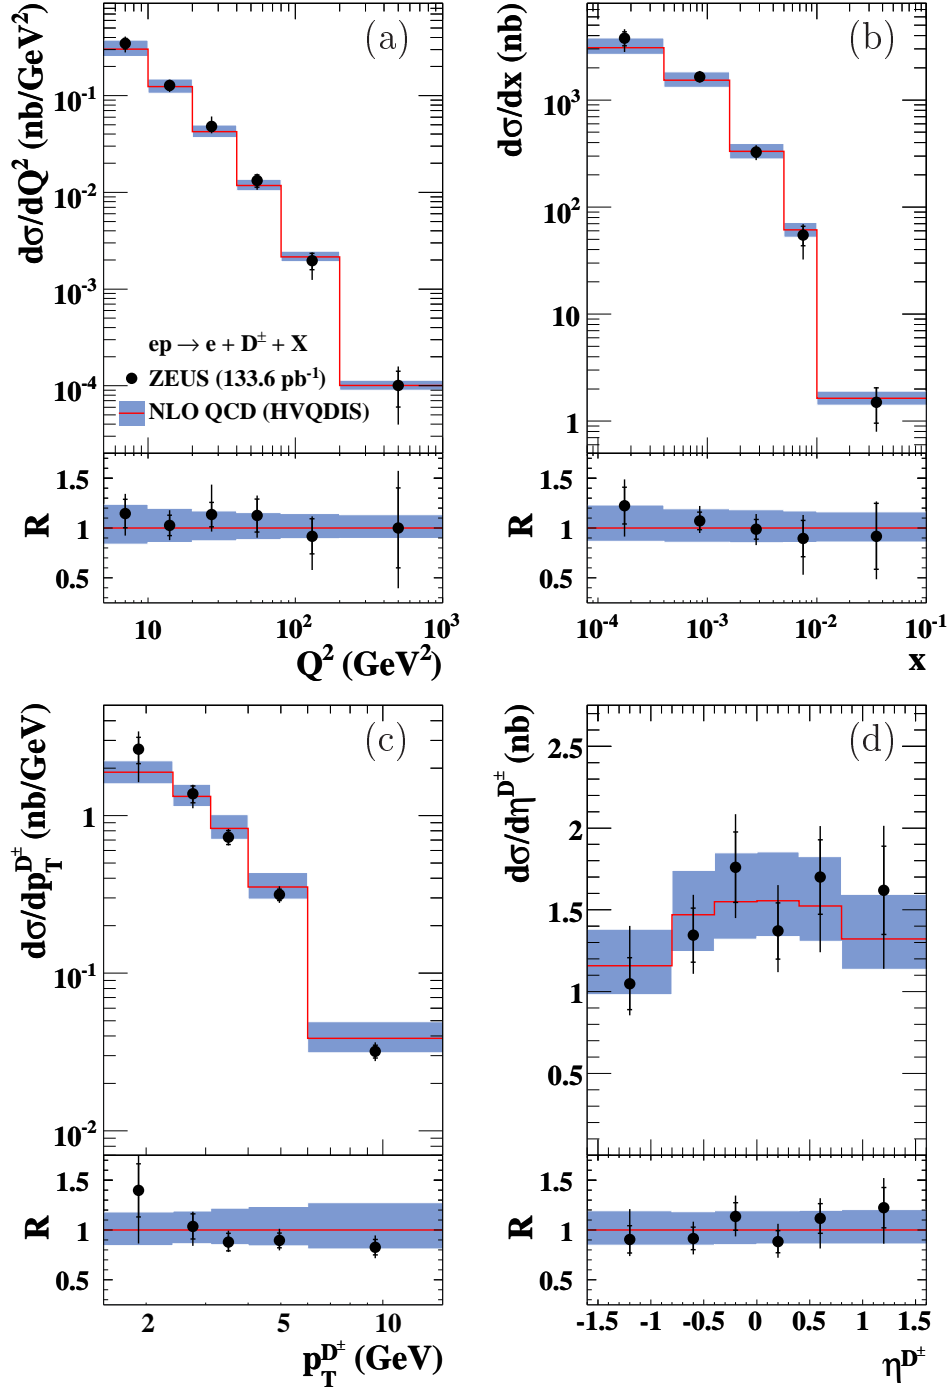 (a)
dσ/dQ² (nb/GeV²)
10⁻¹
10⁻²
10⁻³
10⁻⁴
ep → e + D± + X
ZEUS (133.6 pb⁻¹)
NLO QCD (HVQDIS)
R
1.5
1
0.5
10 10² 10³
Q² (GeV²)
(b)
dσ/dx (nb)
10³
10²
10
1
R
1.5
1
0.5
10⁻⁴ 10⁻³ 10⁻² 10⁻¹
x
(c)
dσ/dp_T^D± (nb/GeV)
1
10⁻¹
10⁻²
R
1.5
1
0.5
2 5 10
p_T^D± (GeV)
(d)
dσ/dη^D± (nb)
2.5
2
1.5
1
0.5
R
1.5
1
0.5
-1.5 -1 -0.5 0 0.5 1 1.5
η^D±